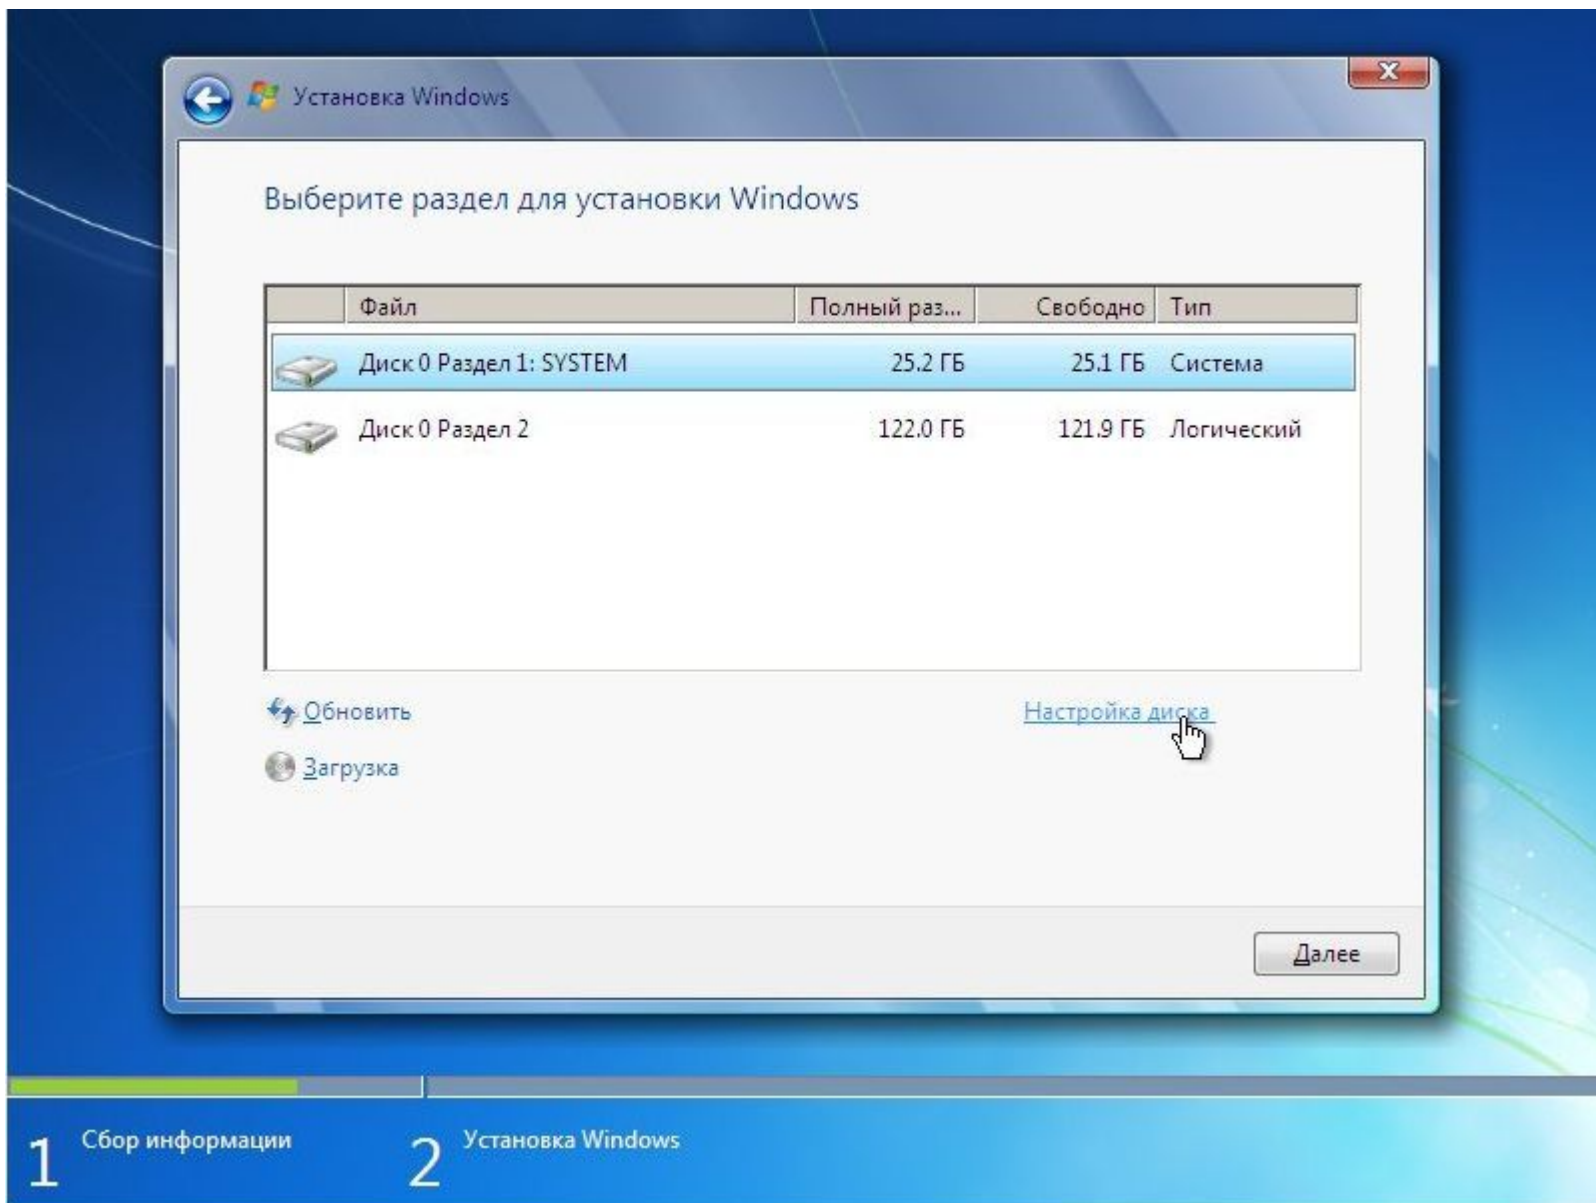 Установка Windows
Выберите раздел для установки Windows
Файл Полный раз... Свободно Тип
Диск 0 Раздел 1: SYSTEM 25.2 ГБ 25.1 ГБ Система
Диск 0 Раздел 2 122.0 ГБ 121.9 ГБ Логический
Обновить Настройка диска
Загрузка
Далее
1 Сбор информации 2 Установка Windows